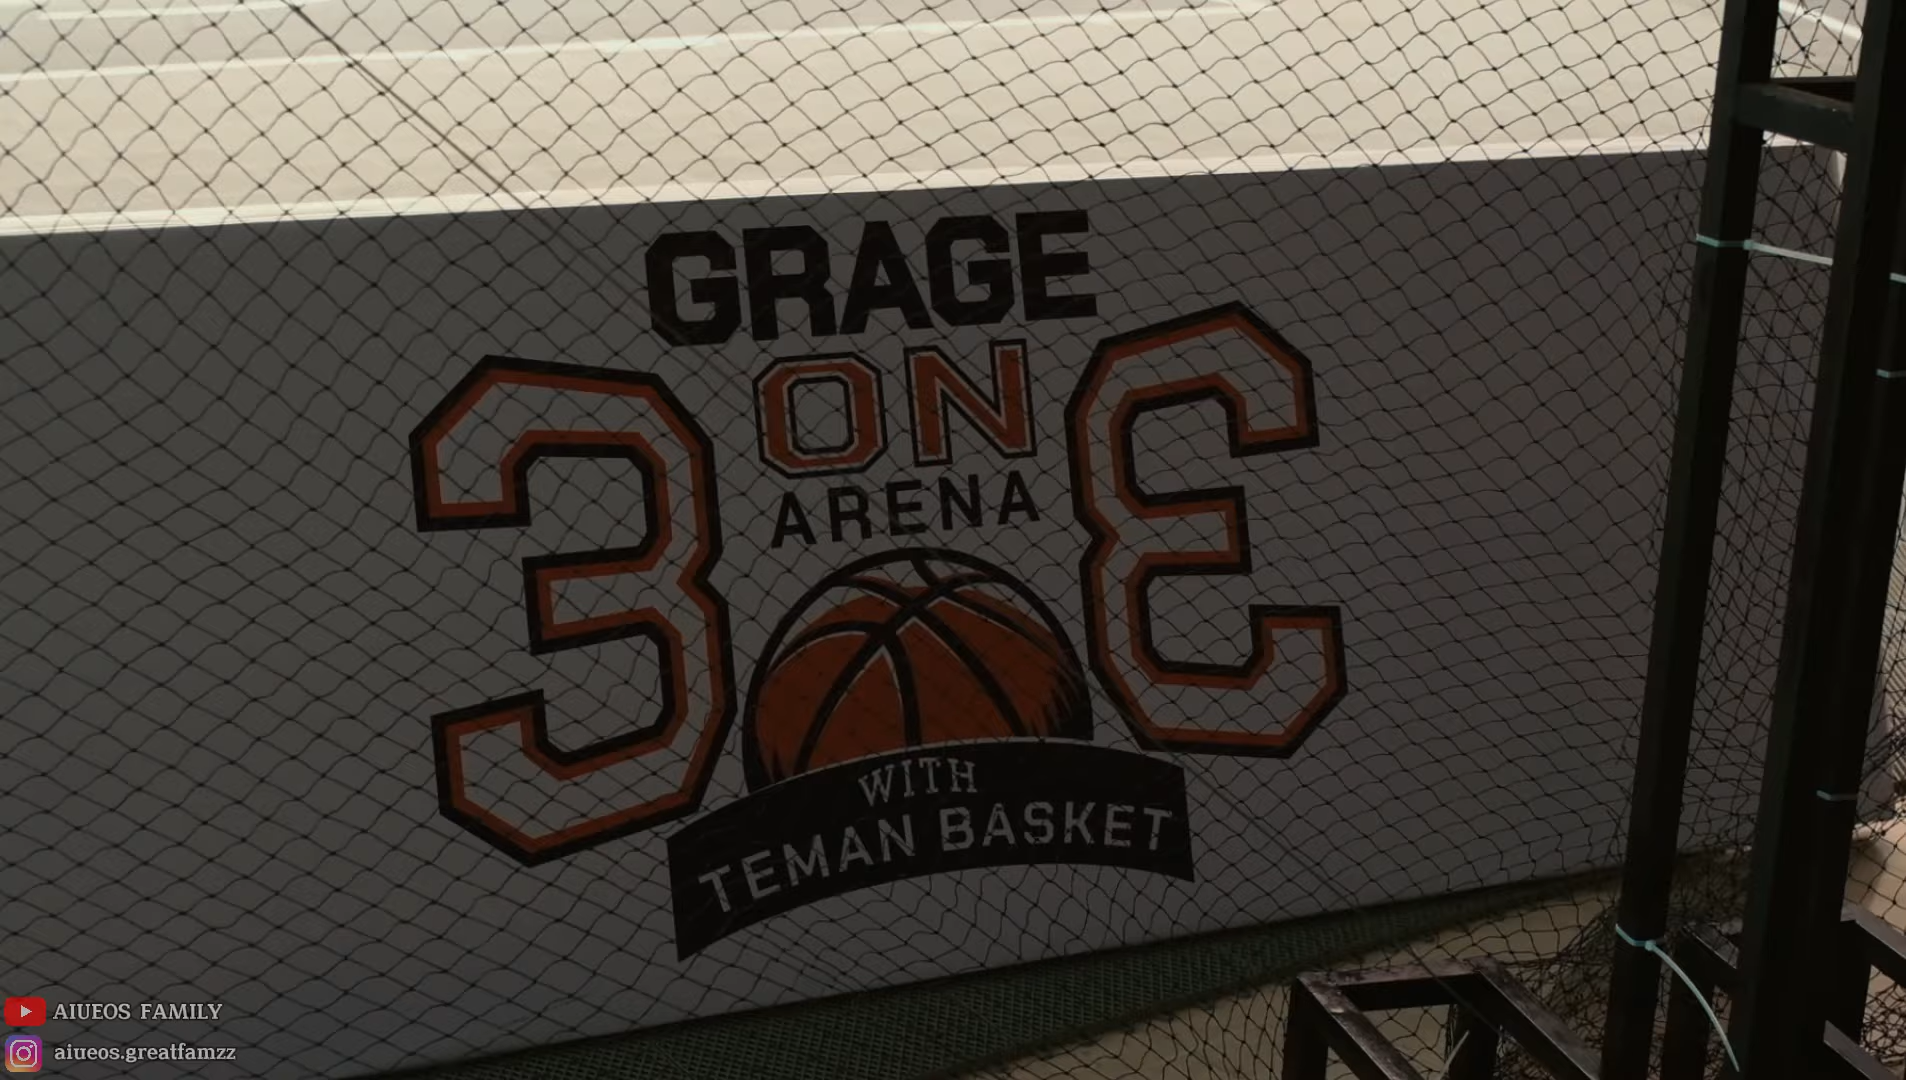 GRAGE
3 ON 3
ARENA
WITH
TEMAN BASKET
AIUEOS FAMILY
aiueos.greatfamzz